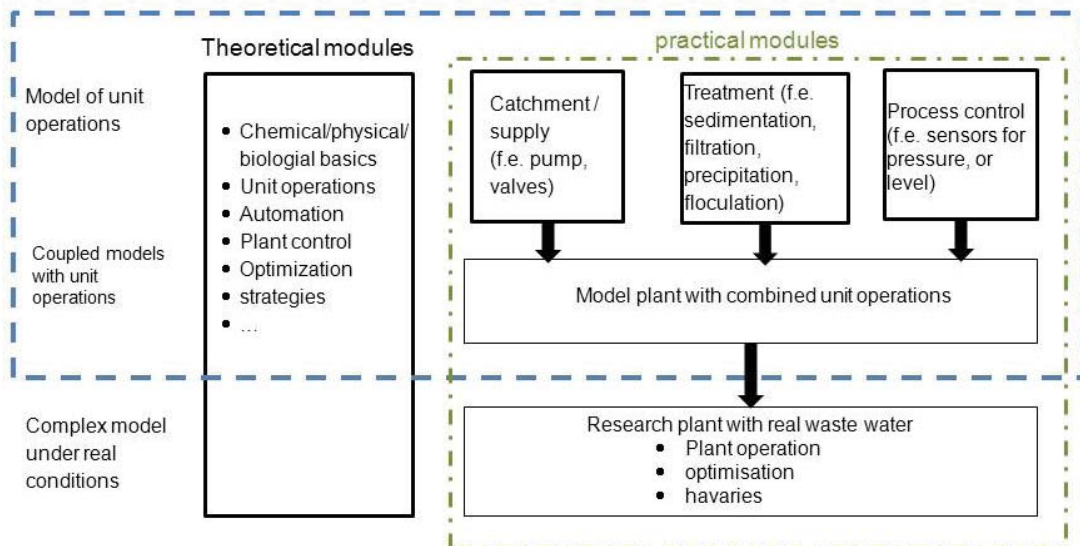 Theoretical modules
practical modules
Model of unit
operations
Coupled models
with unit
operations
Complex model
under real
conditions
• Chemical/physical/
biologial basics
• Unit operations
• Automation
• Plant control
• Optimization
• strategies
• ...
Catchment /
supply
(f.e. pump,
valves)
Treatment (f.e.
sedimentation,
filtration,
precipitation,
floculation)
Process control
(f.e. sensors for
pressure, or
level)
Model plant with combined unit operations
Research plant with real waste water
• Plant operation
• optimisation
• havaries